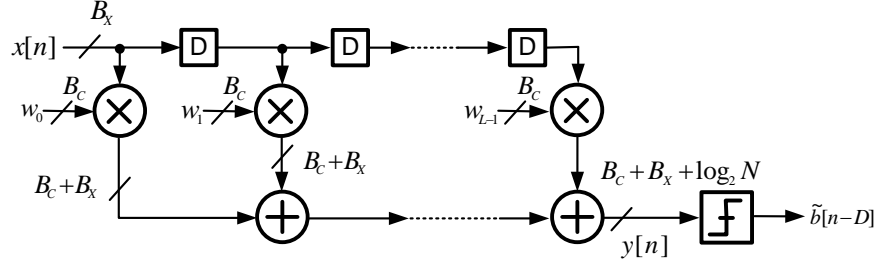 B_X
x[n] D D D
B_C B_C B_C
w_0 w_1 w_{L-1}
B_C+B_X B_C+B_X B_C+B_X+log_2 N
y[n] b̃[n-D]